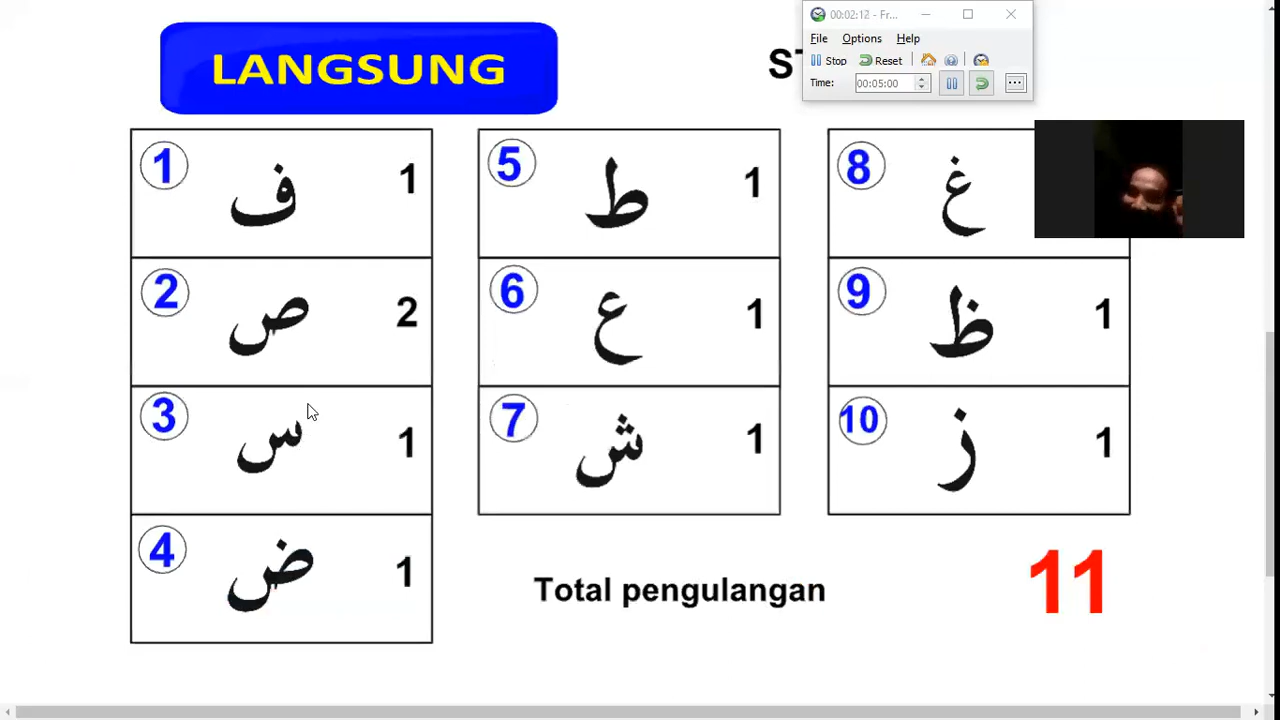 00:02:12 - Fr...
File Options Help
Stop Reset
Time: 00:05:00
LANGSUNG
1 ف 1
2 ص 2
3 س 1
4 ض 1
5 ط 1
6 ع 1
7 ش 1
8 غ
9 ظ 1
10 ز 1
Total pengulangan 11